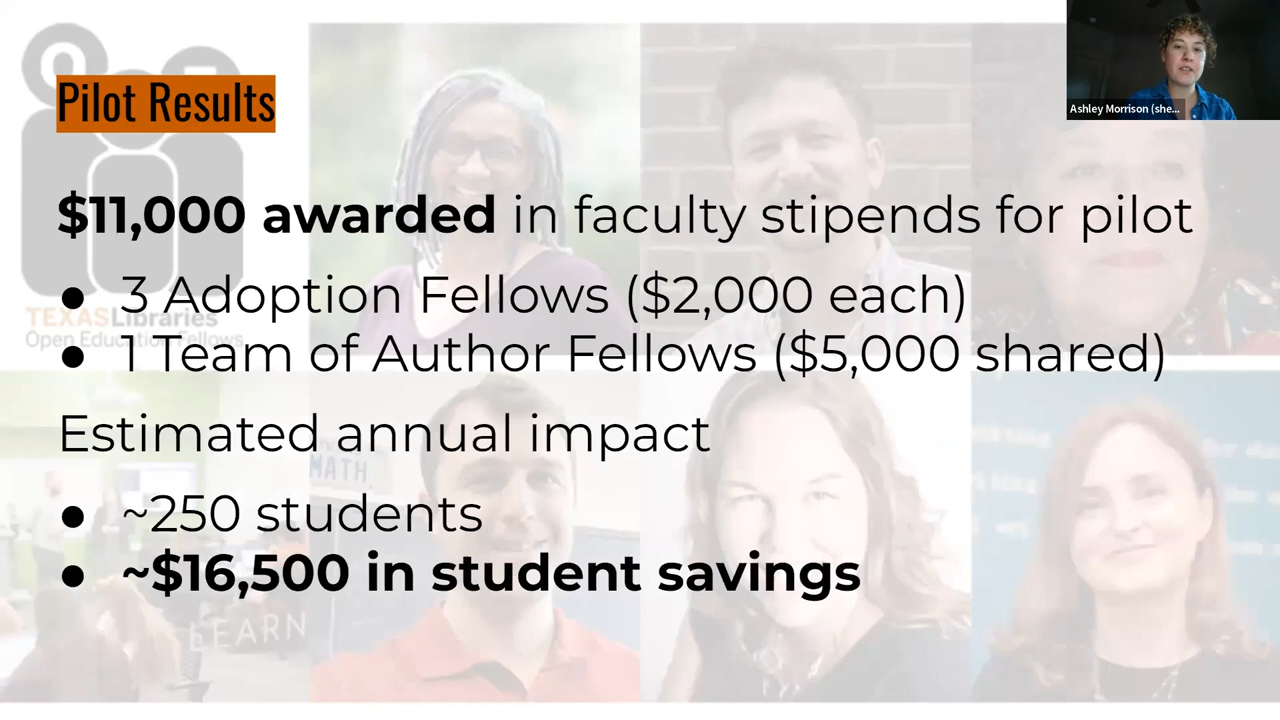 Ashley Morrison (she...
Pilot Results
$11,000 awarded in faculty stipends for pilot
● 3 Adoption Fellows ($2,000 each)
TEXAS Libraries
Open Education Fellows
● 1 Team of Author Fellows ($5,000 shared)
Estimated annual impact
MATH
● ~250 students
● ~$16,500 in student savings
LEARN